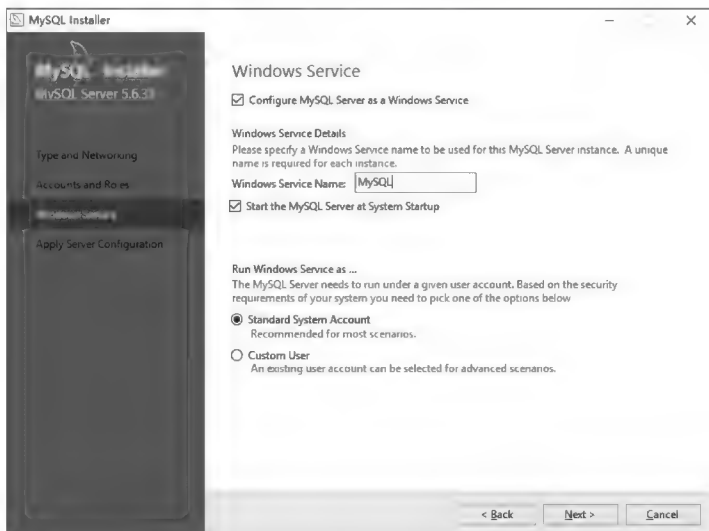 MySQL Installer
MySQL Installer
MySQL Server 5.6.33
Type and Networking
Accounts and Roles
Windows Service
Apply Server Configuration
Windows Service
Configure MySQL Server as a Windows Service
Windows Service Details
Please specify a Windows Service name to be used for this MySQL Server instance. A unique
name is required for each instance.
Windows Service Name: MySQL
Start the MySQL Server at System Startup
Run Windows Service as ...
The MySQL Server needs to run under a given user account. Based on the security
requirements of your system you need to pick one of the options below
Standard System Account
Recommended for most scenarios.
Custom User
An existing user account can be selected for advanced scenarios.
< Back
Next >
Cancel